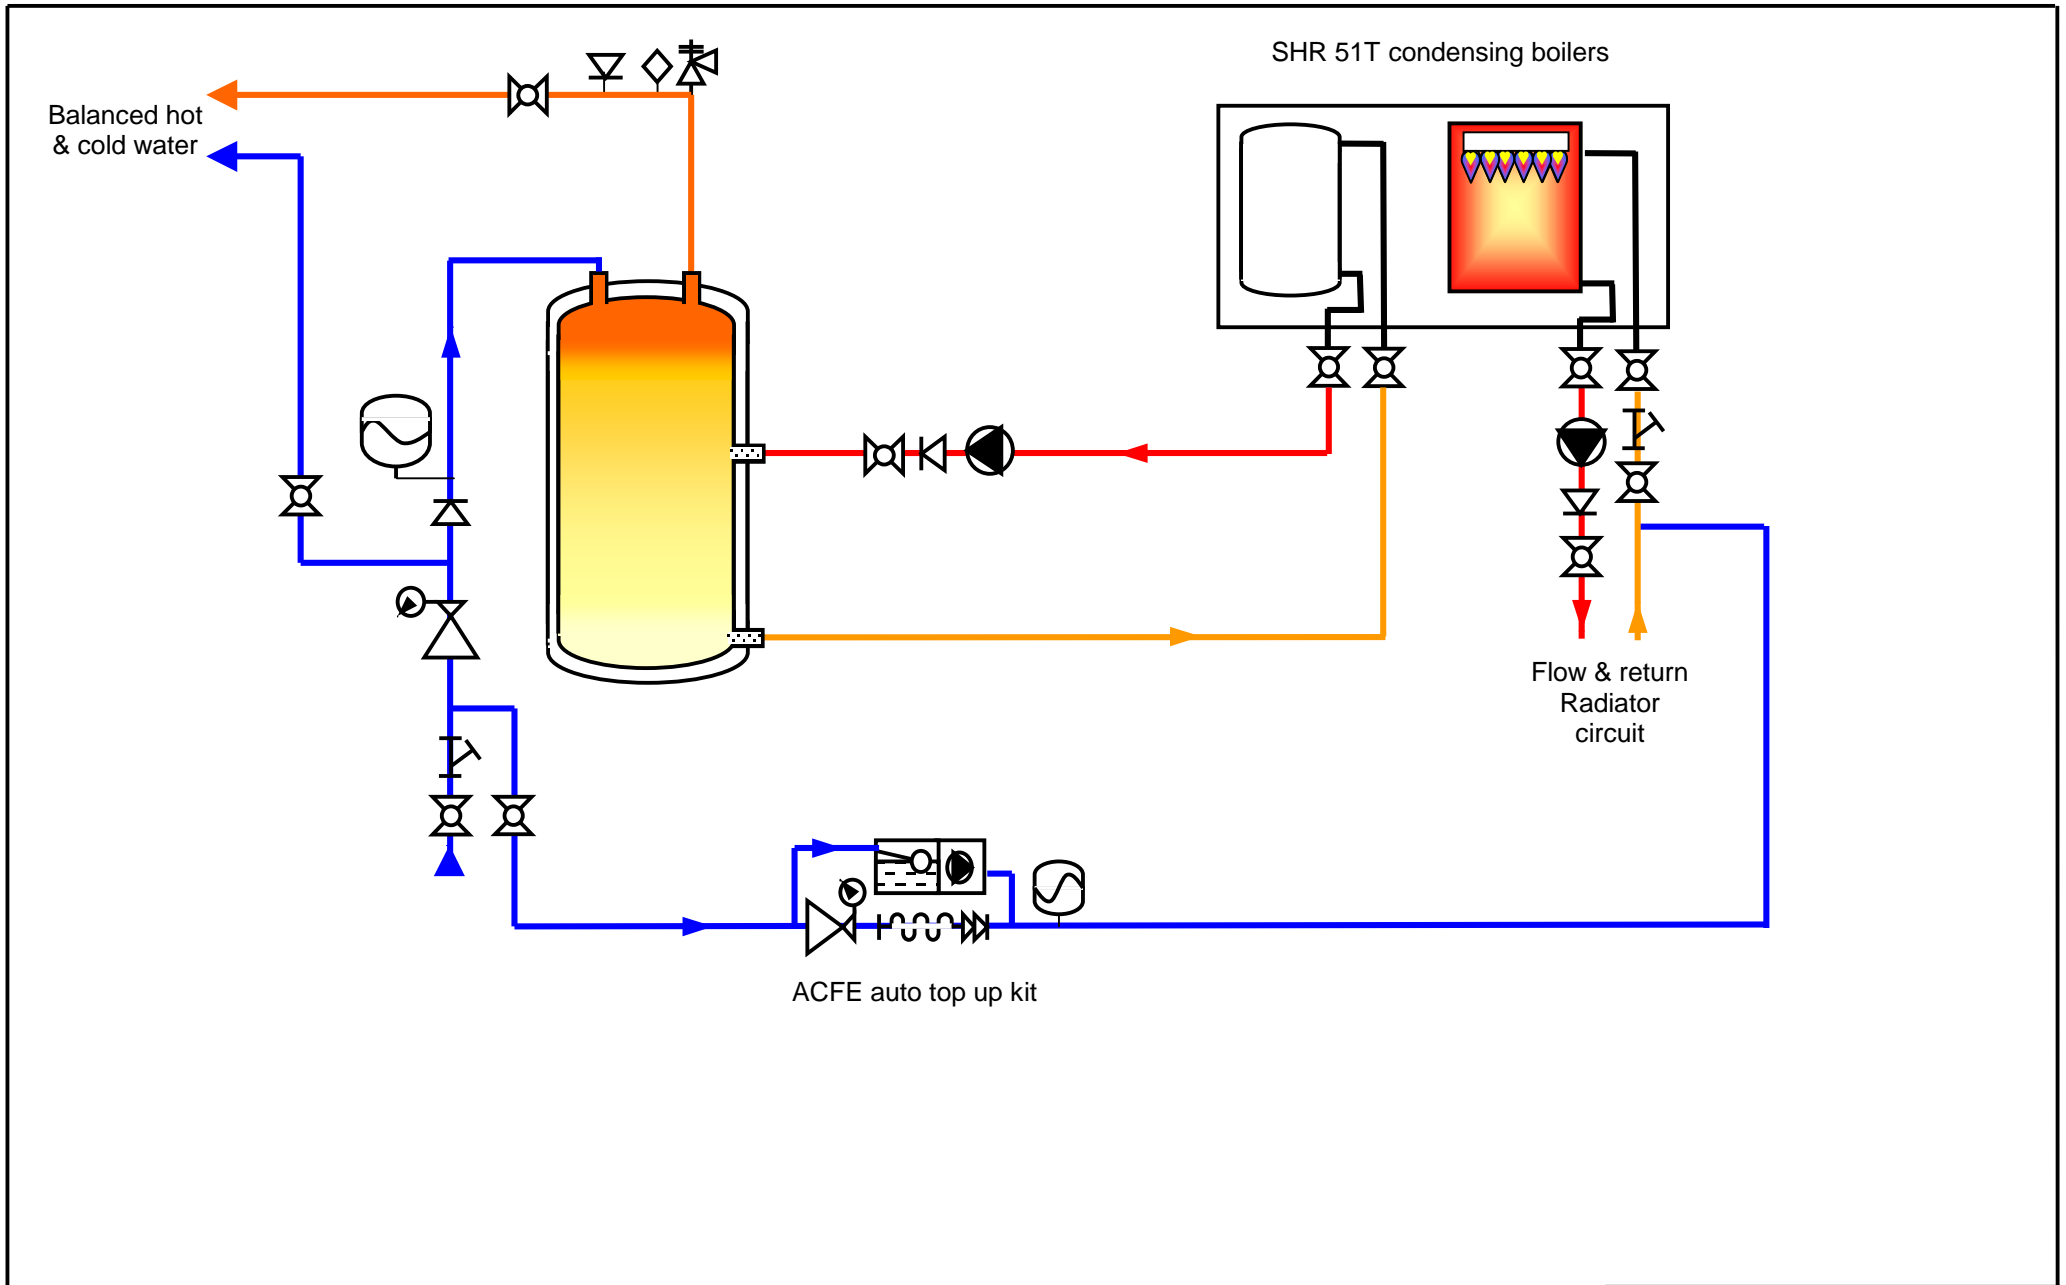 SHR 51T condensing boilers
Balanced hot
& cold water
Flow & return
Radiator
circuit
ACFE auto top up kit